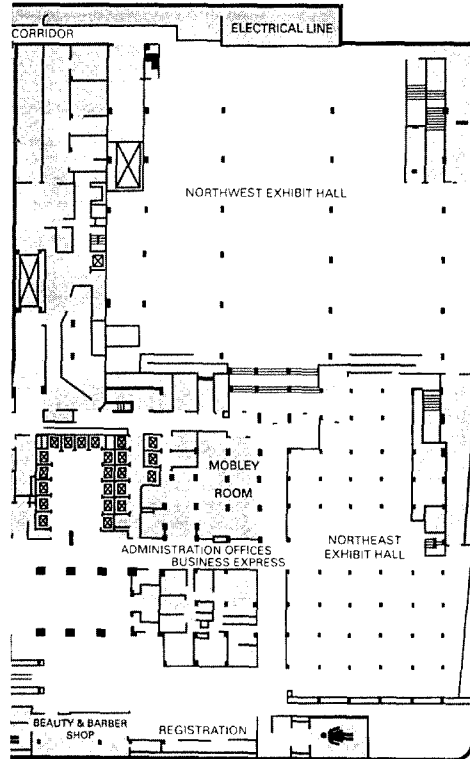 ELECTRICAL LINE
CORRIDOR
NORTHWEST EXHIBIT HALL
MOBLEY
ROOM
NORTHEAST
EXHIBIT HALL
ADMINISTRATION OFFICES
BUSINESS EXPRESS
BEAUTY & BARBER
SHOP
REGISTRATION